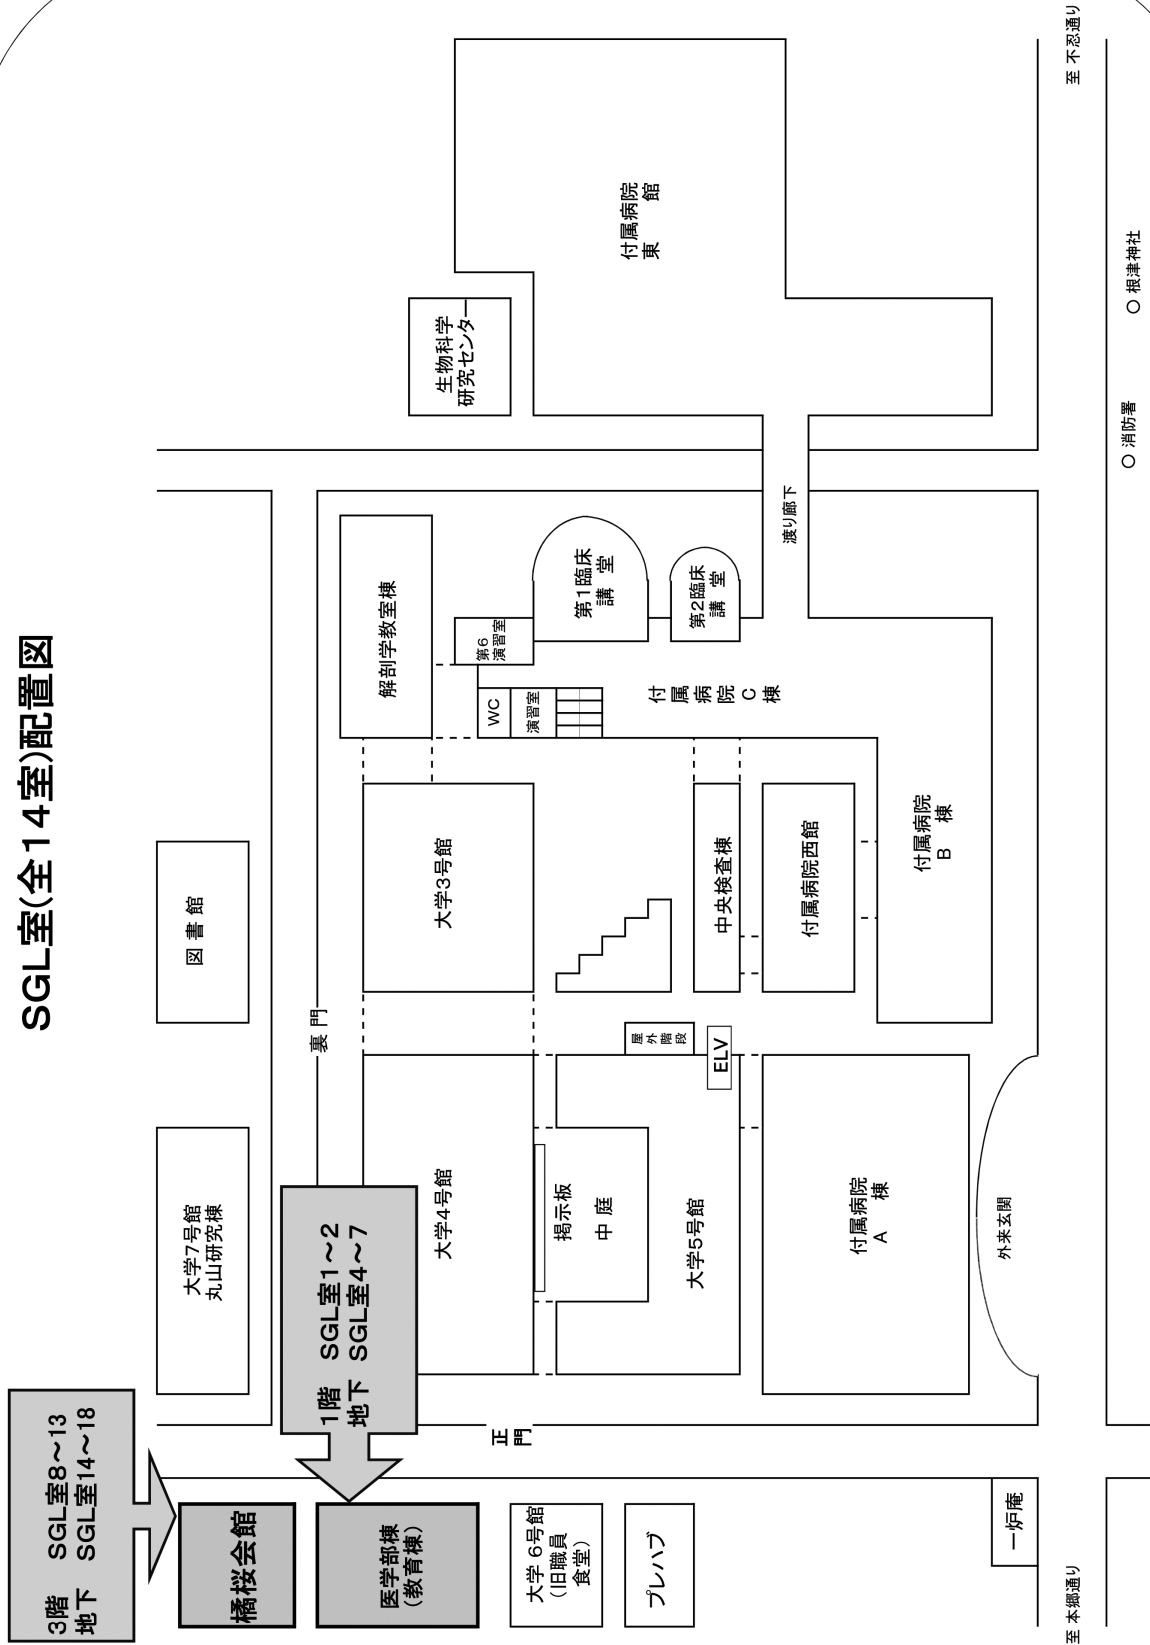 SGL室(全14室)配置図
3階　SGL室8～13
地下　SGL室14～18
橘桜会館
1階　SGL室1～2
地下　SGL室4～7
医学部棟
（教育棟）
大学7号館
丸山研究棟
図書館
裏門
正門
大学6号館
（旧職員
食堂）
プレハブ
一炉庵
大学4号館
掲示板
中庭
大学5号館
屋外
階段
ELV
付属病院
A　棟
外来玄関
大学3号館
中央検査棟
付属病院西館
付属病院
B　棟
解剖学教室棟
第6
演習室
WC
演習室
第1臨床
講　堂
第2臨床
講　堂
付属病院C棟
渡り廊下
生物科学
研究センター
付属病院
東　館
至 本郷通り
○ 消防署
○ 根津神社
至 不忍通り